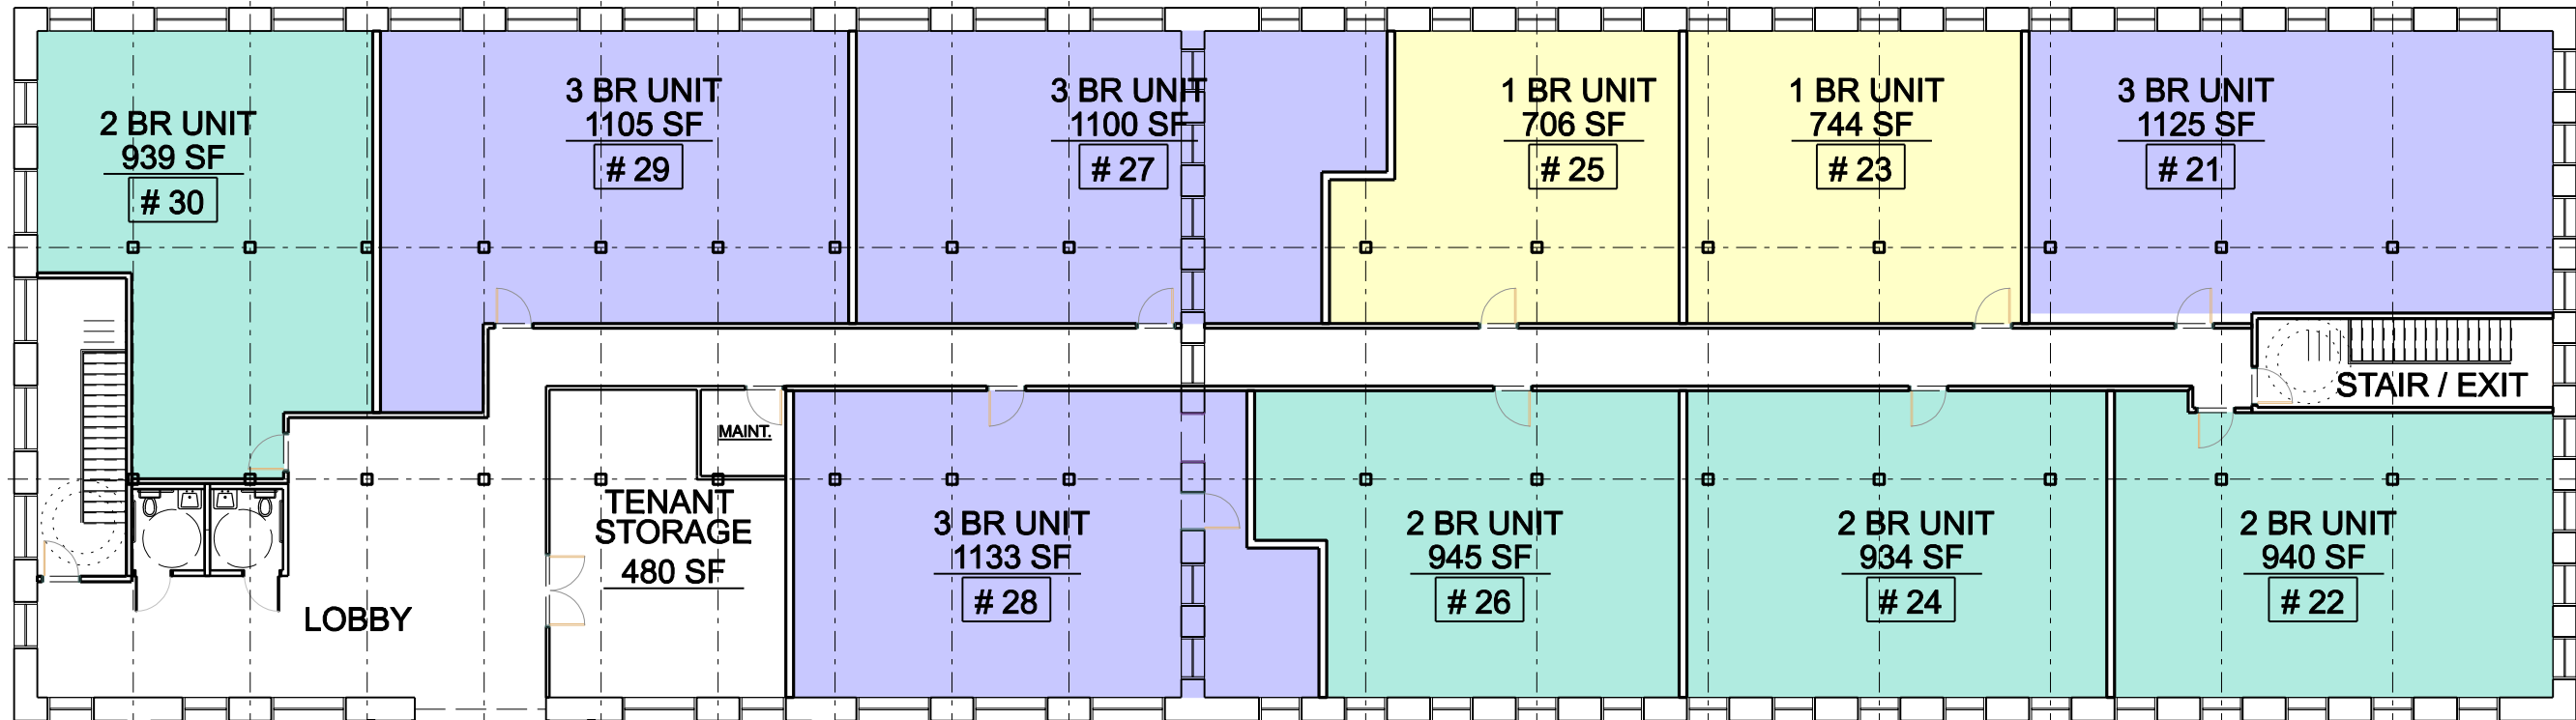 2 BR UNIT
939 SF
# 30
3 BR UNIT
1105 SF
# 29
3 BR UNIT
1100 SF
# 27
1 BR UNIT
706 SF
# 25
1 BR UNIT
744 SF
# 23
3 BR UNIT
1125 SF
# 21
STAIR / EXIT
MAINT.
TENANT
STORAGE
480 SF
LOBBY
3 BR UNIT
1133 SF
# 28
2 BR UNIT
945 SF
# 26
2 BR UNIT
934 SF
# 24
2 BR UNIT
940 SF
# 22